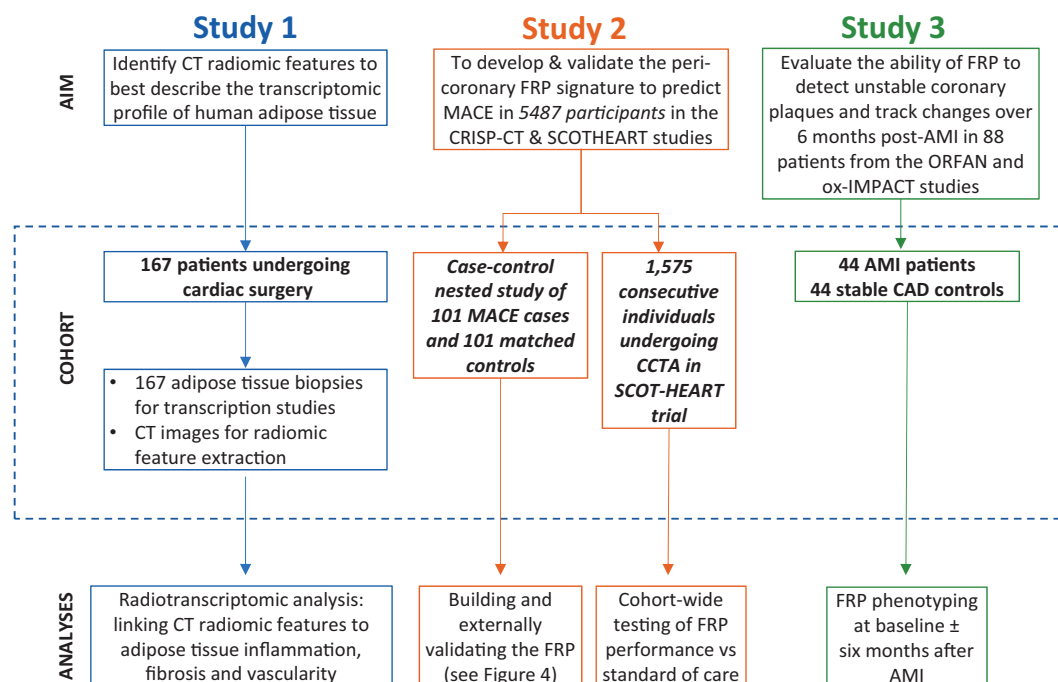 Study 1
Study 2
Study 3
AIM
Identify CT radiomic features to
best describe the transcriptomic
profile of human adipose tissue
To develop & validate the peri-
coronary FRP signature to predict
MACE in 5487 participants in the
CRISP-CT & SCOTHEART studies
Evaluate the ability of FRP to
detect unstable coronary
plaques and track changes over
6 months post-AMI in 88
patients from the ORFAN and
ox-IMPACT studies
COHORT
167 patients undergoing
cardiac surgery
• 167 adipose tissue biopsies
for transcription studies
• CT images for radiomic
feature extraction
Case-control
nested study of
101 MACE cases
and 101 matched
controls
1,575
consecutive
individuals
undergoing
CCTA in
SCOT-HEART
trial
44 AMI patients
44 stable CAD controls
ANALYSES
Radiotranscriptomic analysis:
linking CT radiomic features to
adipose tissue inflammation,
fibrosis and vascularity
Building and
externally
validating the FRP
(see Figure 4)
Cohort-wide
testing of FRP
performance vs
standard of care
FRP phenotyping
at baseline ±
six months after
AMI